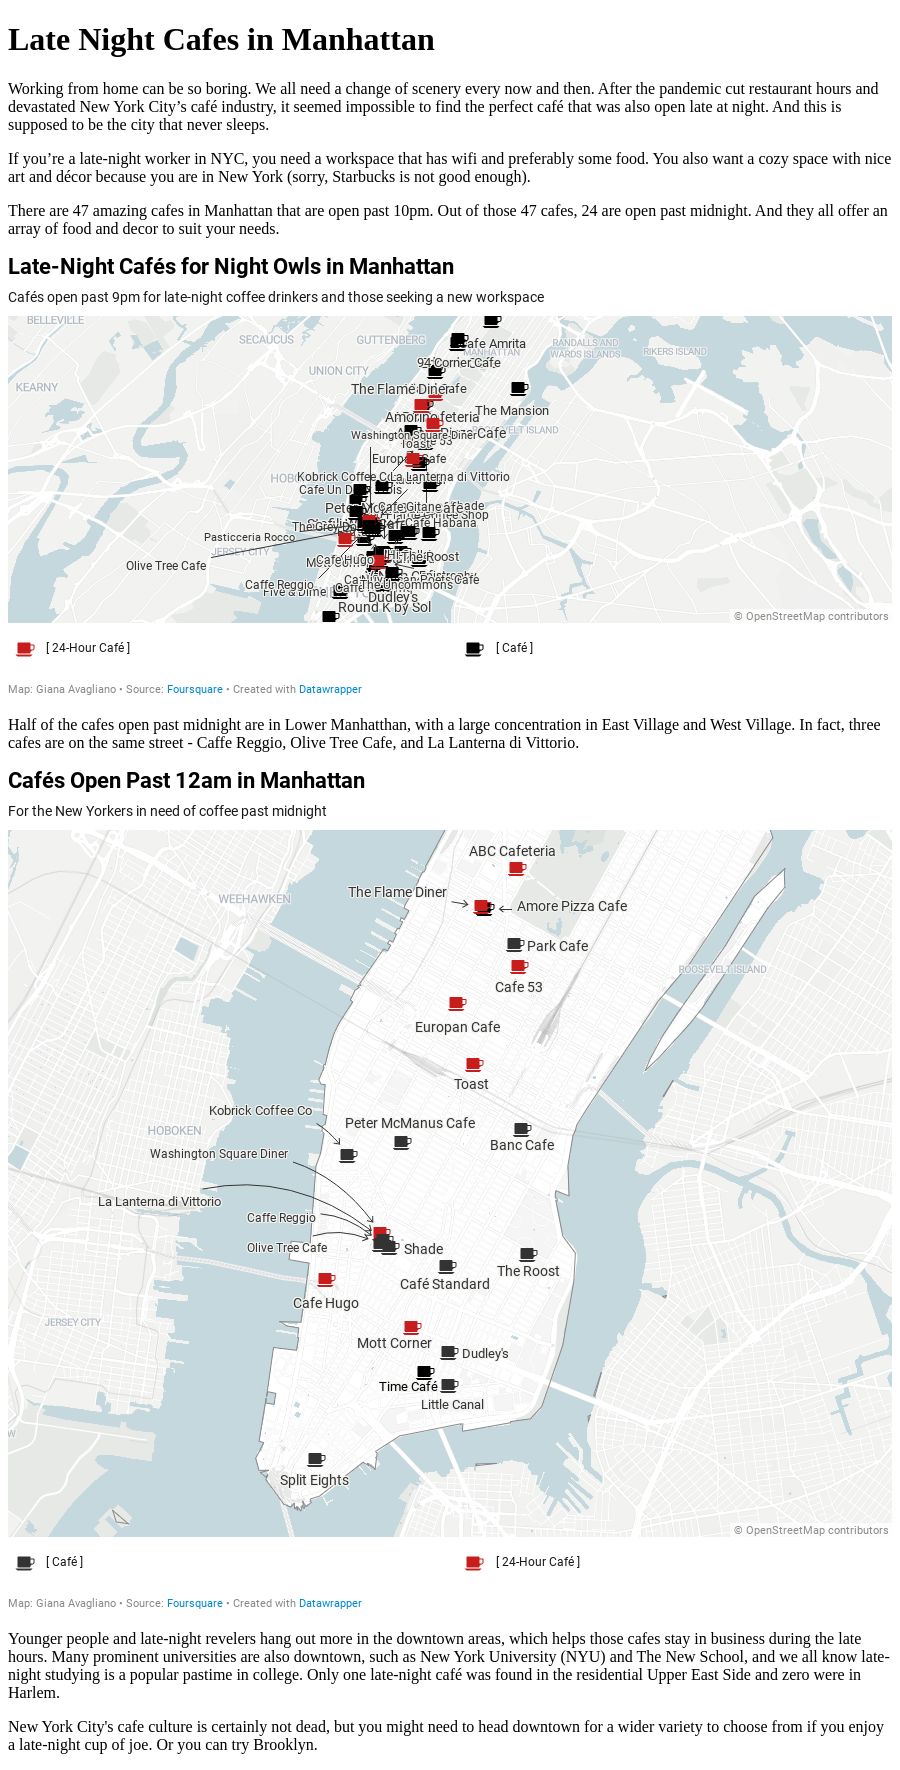 Late Night Cafes in Manhattan
Working from home can be so boring. We all need a change of scenery every now and then. After the pandemic cut restaurant hours and
devastated New York City’s café industry, it seemed impossible to find the perfect café that was also open late at night. And this is
supposed to be the city that never sleeps.
If you’re a late-night worker in NYC, you need a workspace that has wifi and preferably some food. You also want a cozy space with nice
art and décor because you are in New York (sorry, Starbucks is not good enough).
There are 47 amazing cafes in Manhattan that are open past 10pm. Out of those 47 cafes, 24 are open past midnight. And they all offer an
array of food and decor to suit your needs.
Late-Night Cafés for Night Owls in Manhattan
Cafés open past 9pm for late-night coffee drinkers and those seeking a new workspace
BELLEVILLE
SECAUCUS
GUTTENBERG
RANDALLS AND
WARDS ISLANDS
RIKERS ISLAND
MANHATTAN
Cafe Amrita
94 Corner Cafe
UNION CITY
KEARNY
The Flame Diner
The Mansion
Amorino
Washington Square Diner
Toast
Europan Cafe
Kobrick Coffee Co
La Lanterna di Vittorio
Cafe Un Deux Trois
Cafe Gitane
Shade
Cafe Habana
Pasticceria Rocco
JERSEY CITY
Olive Tree Cafe
Cafe Hugo
The Roost
Caffe Reggio
Five & Dime
The Uncommons
Dudley's
Round K by Sol
© OpenStreetMap contributors
[ 24-Hour Café ]
[ Café ]
Map: Giana Avagliano • Source: Foursquare • Created with Datawrapper
Half of the cafes open past midnight are in Lower Manhatthan, with a large concentration in East Village and West Village. In fact, three
cafes are on the same street - Caffe Reggio, Olive Tree Cafe, and La Lanterna di Vittorio.
Cafés Open Past 12am in Manhattan
For the New Yorkers in need of coffee past midnight
ABC Cafeteria
The Flame Diner
WEEHAWKEN
Amore Pizza Cafe
Park Cafe
ROOSEVELT ISLAND
Cafe 53
Europan Cafe
Toast
Kobrick Coffee Co
Peter McManus Cafe
HOBOKEN
Banc Cafe
Washington Square Diner
La Lanterna di Vittorio
Caffe Reggio
Olive Tree Cafe
Shade
The Roost
Café Standard
Cafe Hugo
JERSEY CITY
Mott Corner
Dudley's
Time Café
Little Canal
Split Eights
© OpenStreetMap contributors
[ Café ]
[ 24-Hour Café ]
Map: Giana Avagliano • Source: Foursquare • Created with Datawrapper
Younger people and late-night revelers hang out more in the downtown areas, which helps those cafes stay in business during the late
hours. Many prominent universities are also downtown, such as New York University (NYU) and The New School, and we all know late-
night studying is a popular pastime in college. Only one late-night café was found in the residential Upper East Side and zero were in
Harlem.
New York City's cafe culture is certainly not dead, but you might need to head downtown for a wider variety to choose from if you enjoy
a late-night cup of joe. Or you can try Brooklyn.